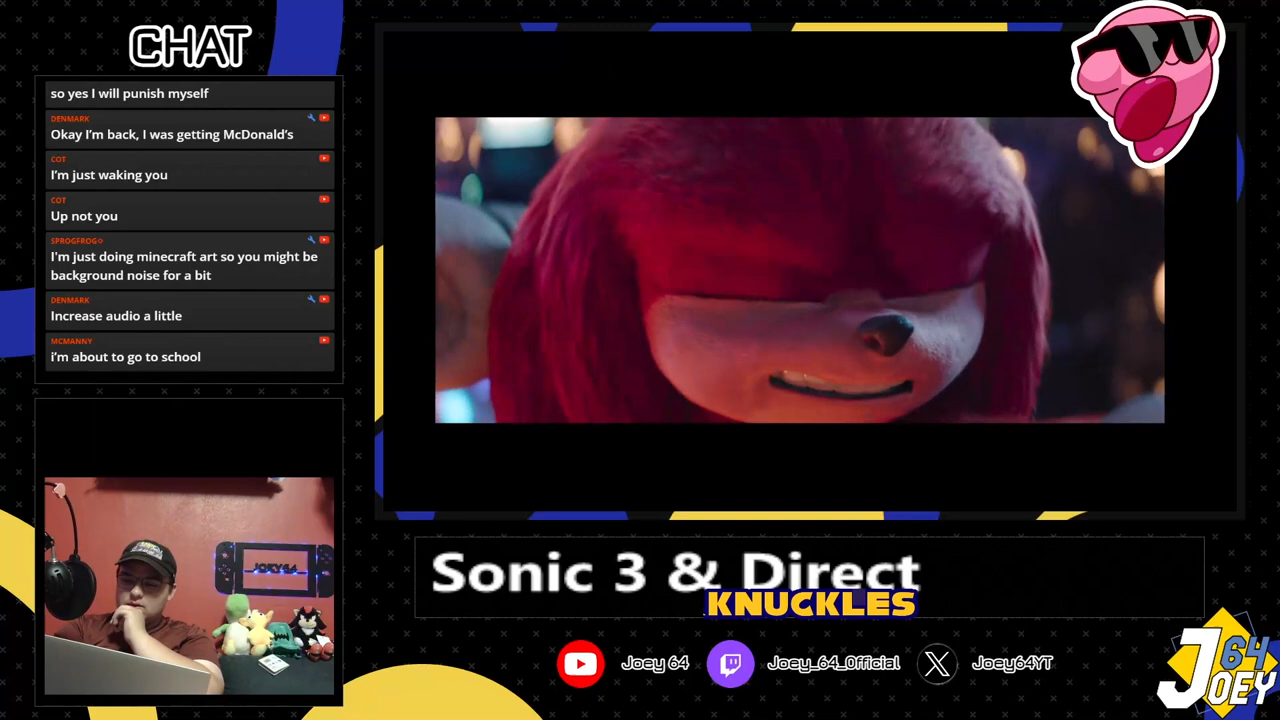 CHAT
so yes I will punish myself
DENMARK
Okay I'm back, I was getting McDonald's
COT
I'm just waking you
COT
Up not you
SPROGFROG
I'm just doing minecraft art so you might be
background noise for a bit
DENMARK
Increase audio a little
MCMANNY
i'm about to go to school
JOEY64
Sonic 3 & Direct
KNUCKLES
Joey 64
Joey_64_Official
Joey64YT
64
JOEY